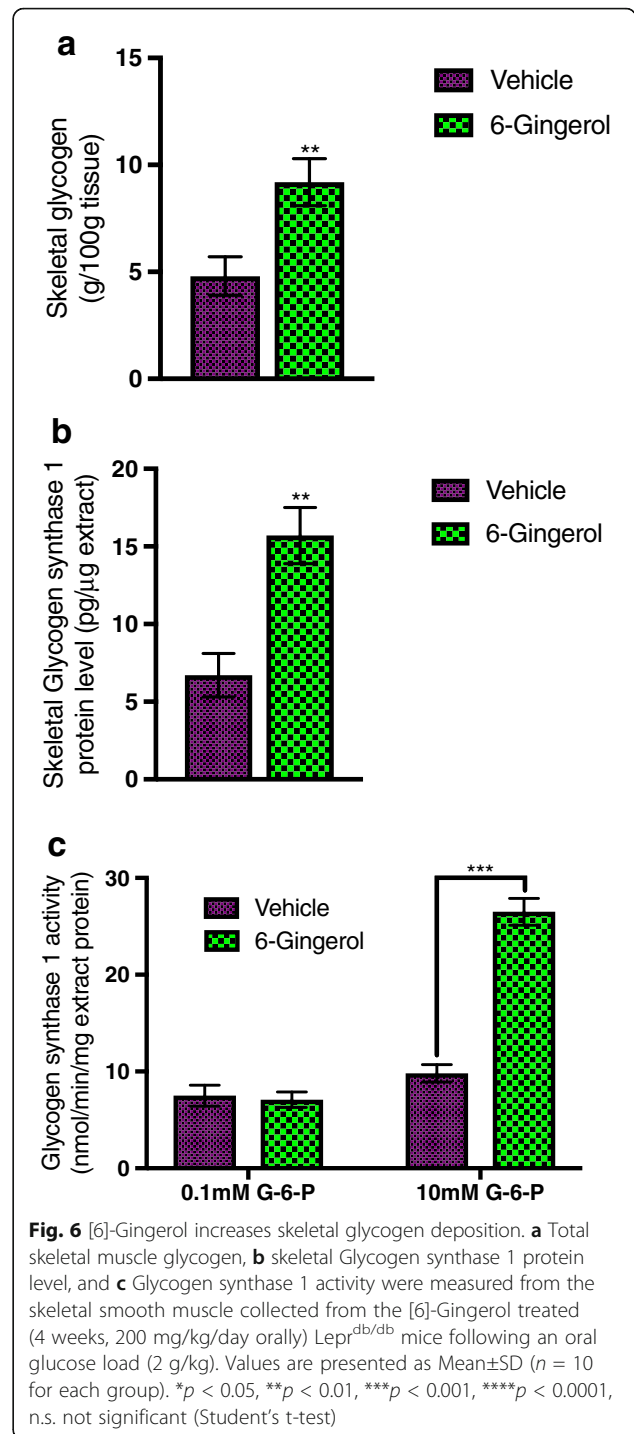 a
15
10
5
0
Skeletal glycogen
(g/100g tissue)
**
Vehicle
6-Gingerol
b
20
15
10
5
0
Skeletal Glycogen synthase 1
protein level (pg/µg extract)
**
Vehicle
6-Gingerol
c
30
20
10
0
Glycogen synthase 1 activity
(nmol/min/mg extract protein)
Vehicle
6-Gingerol
***
0.1mM G-6-P 10mM G-6-P
Fig. 6 [6]-Gingerol increases skeletal glycogen deposition. a Total
skeletal muscle glycogen, b skeletal Glycogen synthase 1 protein
level, and c Glycogen synthase 1 activity were measured from the
skeletal smooth muscle collected from the [6]-Gingerol treated
(4 weeks, 200 mg/kg/day orally) Lepr^db/db mice following an oral
glucose load (2 g/kg). Values are presented as Mean±SD (n = 10
for each group). *p < 0.05, **p < 0.01, ***p < 0.001, ****p < 0.0001,
n.s. not significant (Student's t-test)